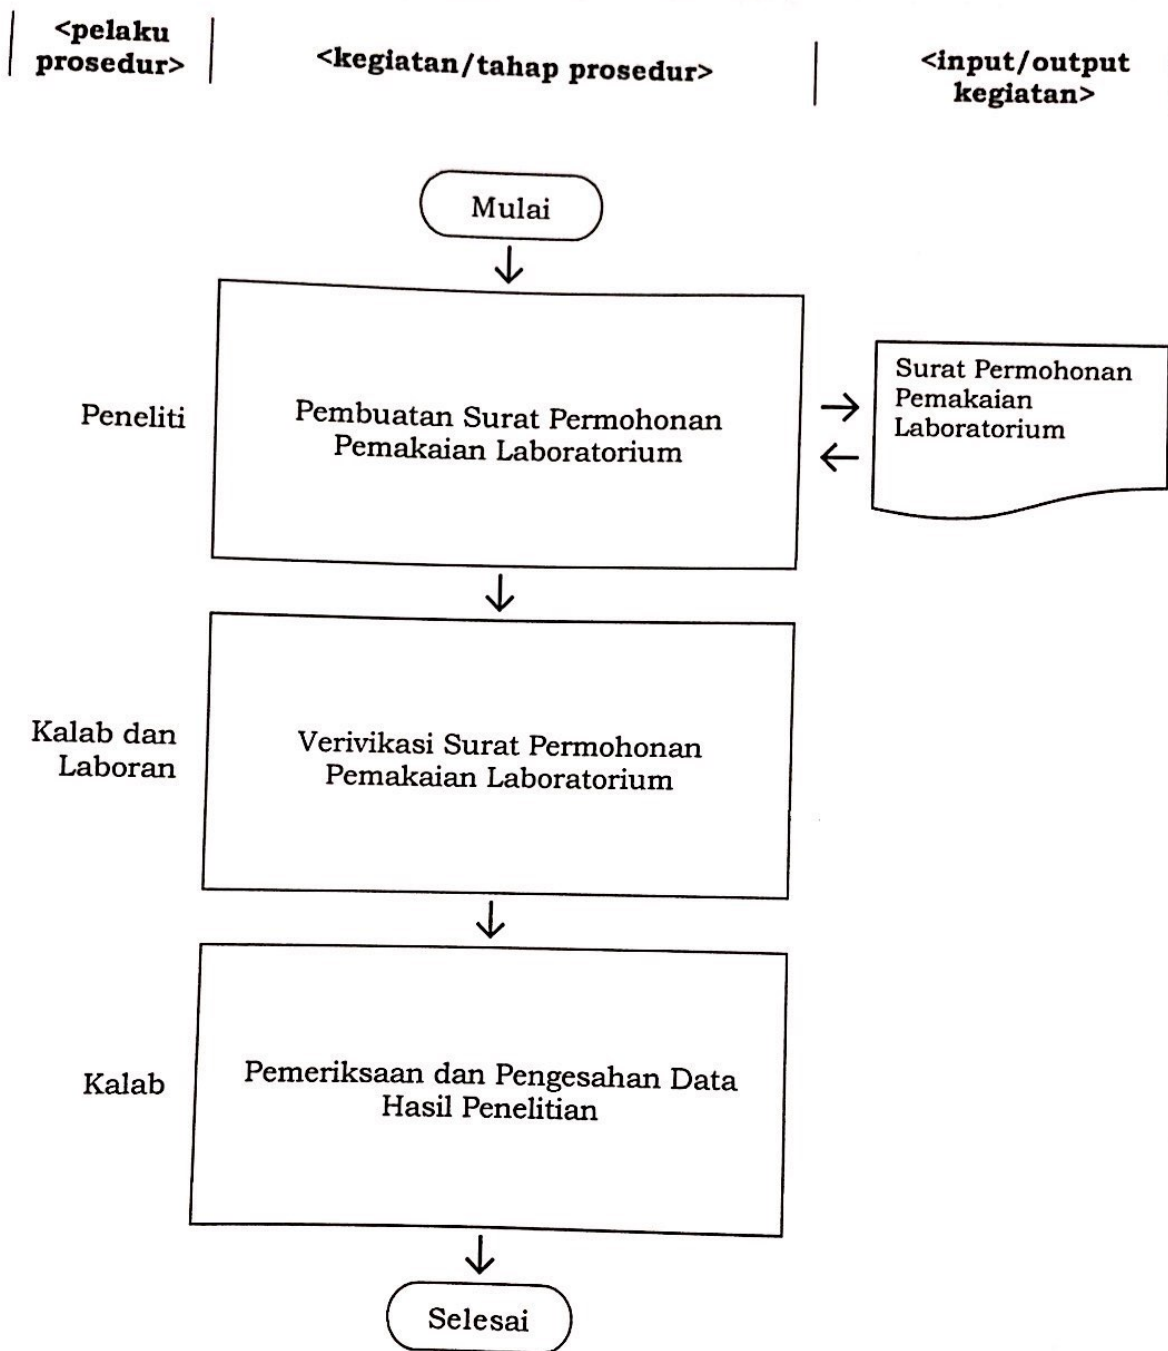 <pelaku
prosedur>
<kegiatan/tahap prosedur>
<input/output
kegiatan>
Mulai
Peneliti
Pembuatan Surat Permohonan
Pemakaian Laboratorium
Surat Permohonan
Pemakaian
Laboratorium
Kalab dan
Laboran
Verivikasi Surat Permohonan
Pemakaian Laboratorium
Kalab
Pemeriksaan dan Pengesahan Data
Hasil Penelitian
Selesai